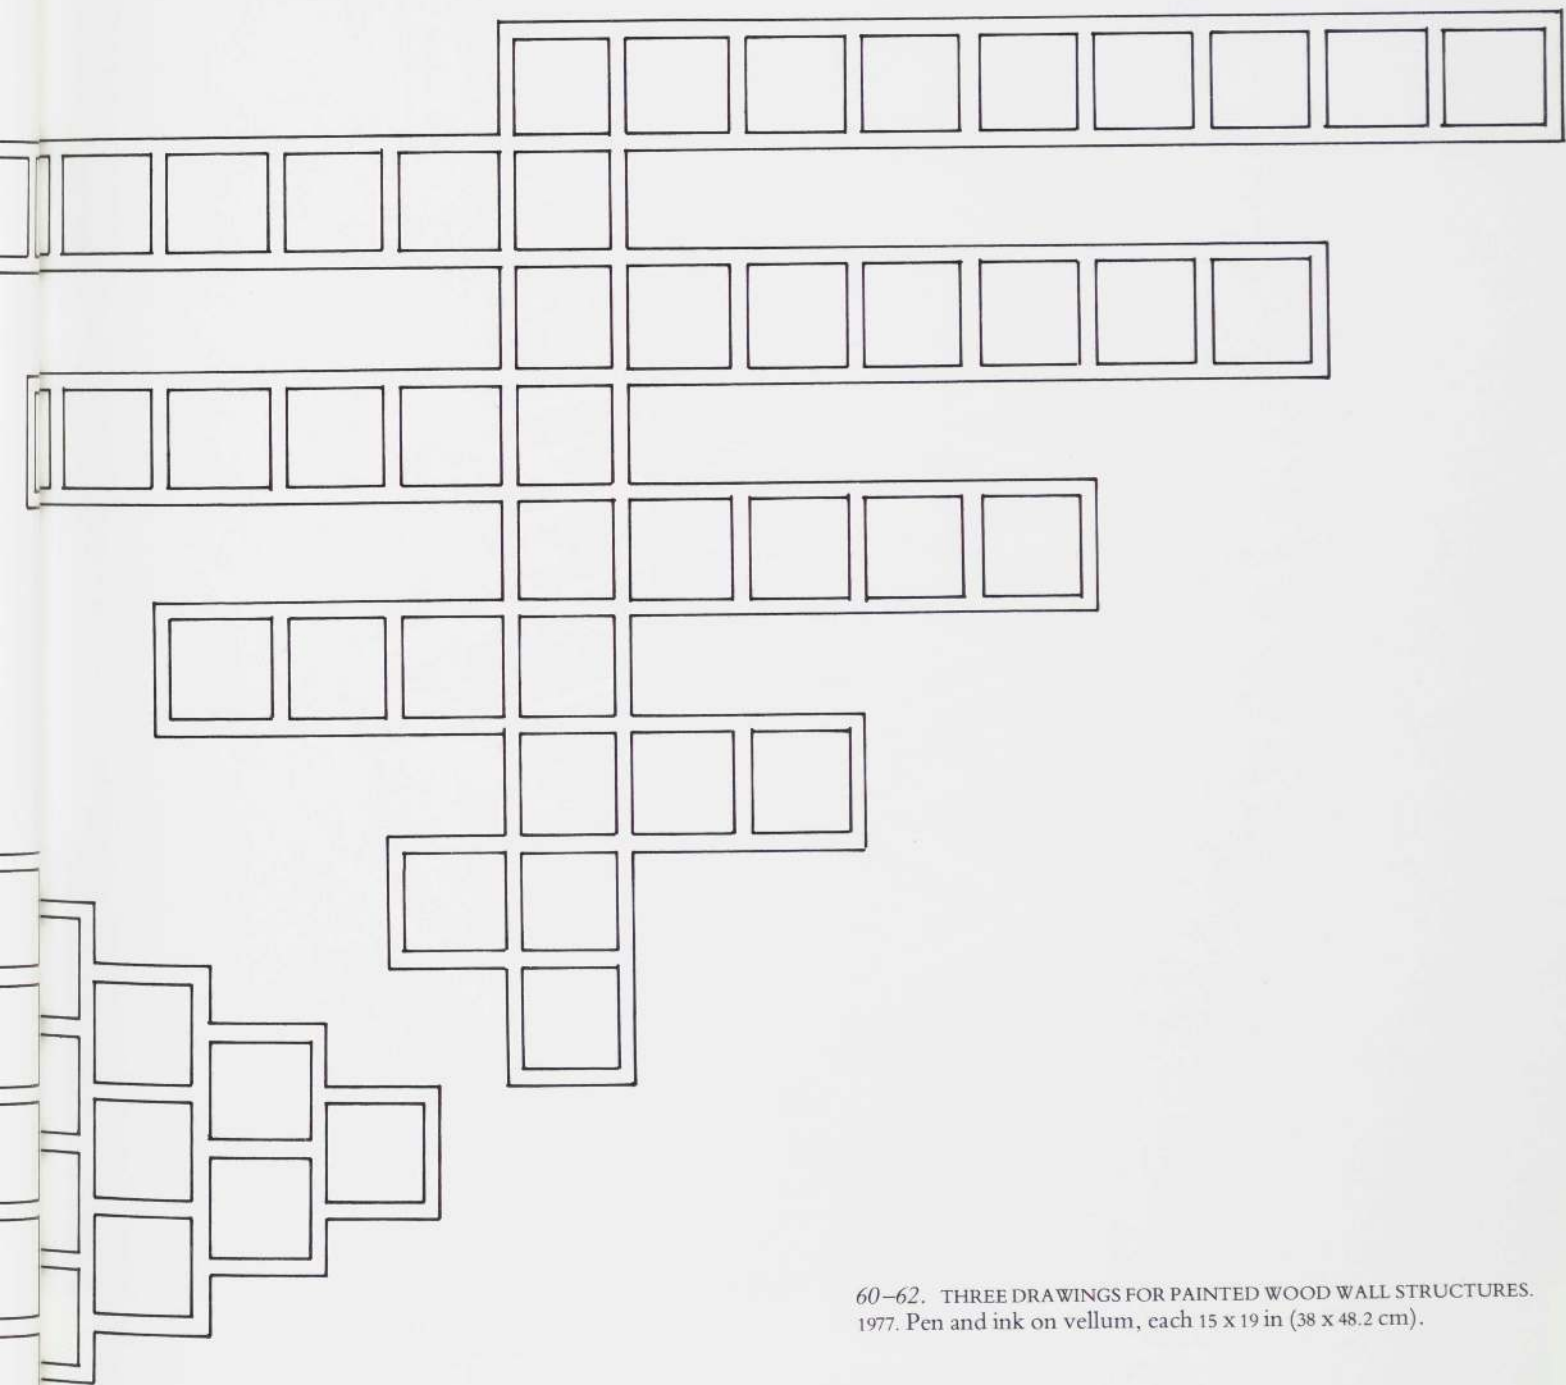 60–62. THREE DRAWINGS FOR PAINTED WOOD WALL STRUCTURES.
1977. Pen and ink on vellum, each 15 x 19 in (38 x 48.2 cm).